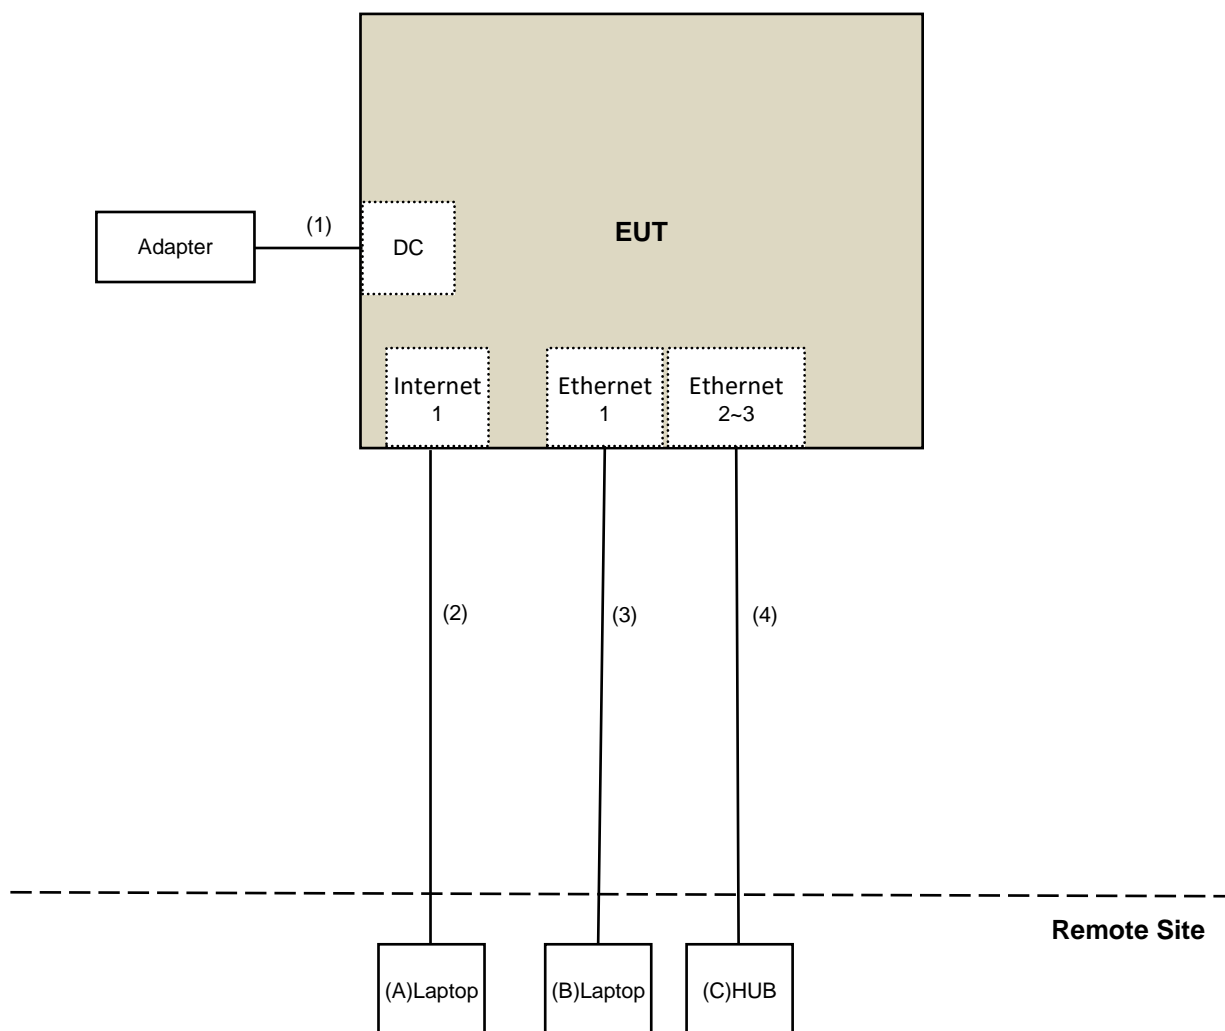 EUT
(1)
Adapter
DC
Internet
1
Ethernet
1
Ethernet
2~3
(2)
(3)
(4)
Remote Site
(A)Laptop
(B)Laptop
(C)HUB